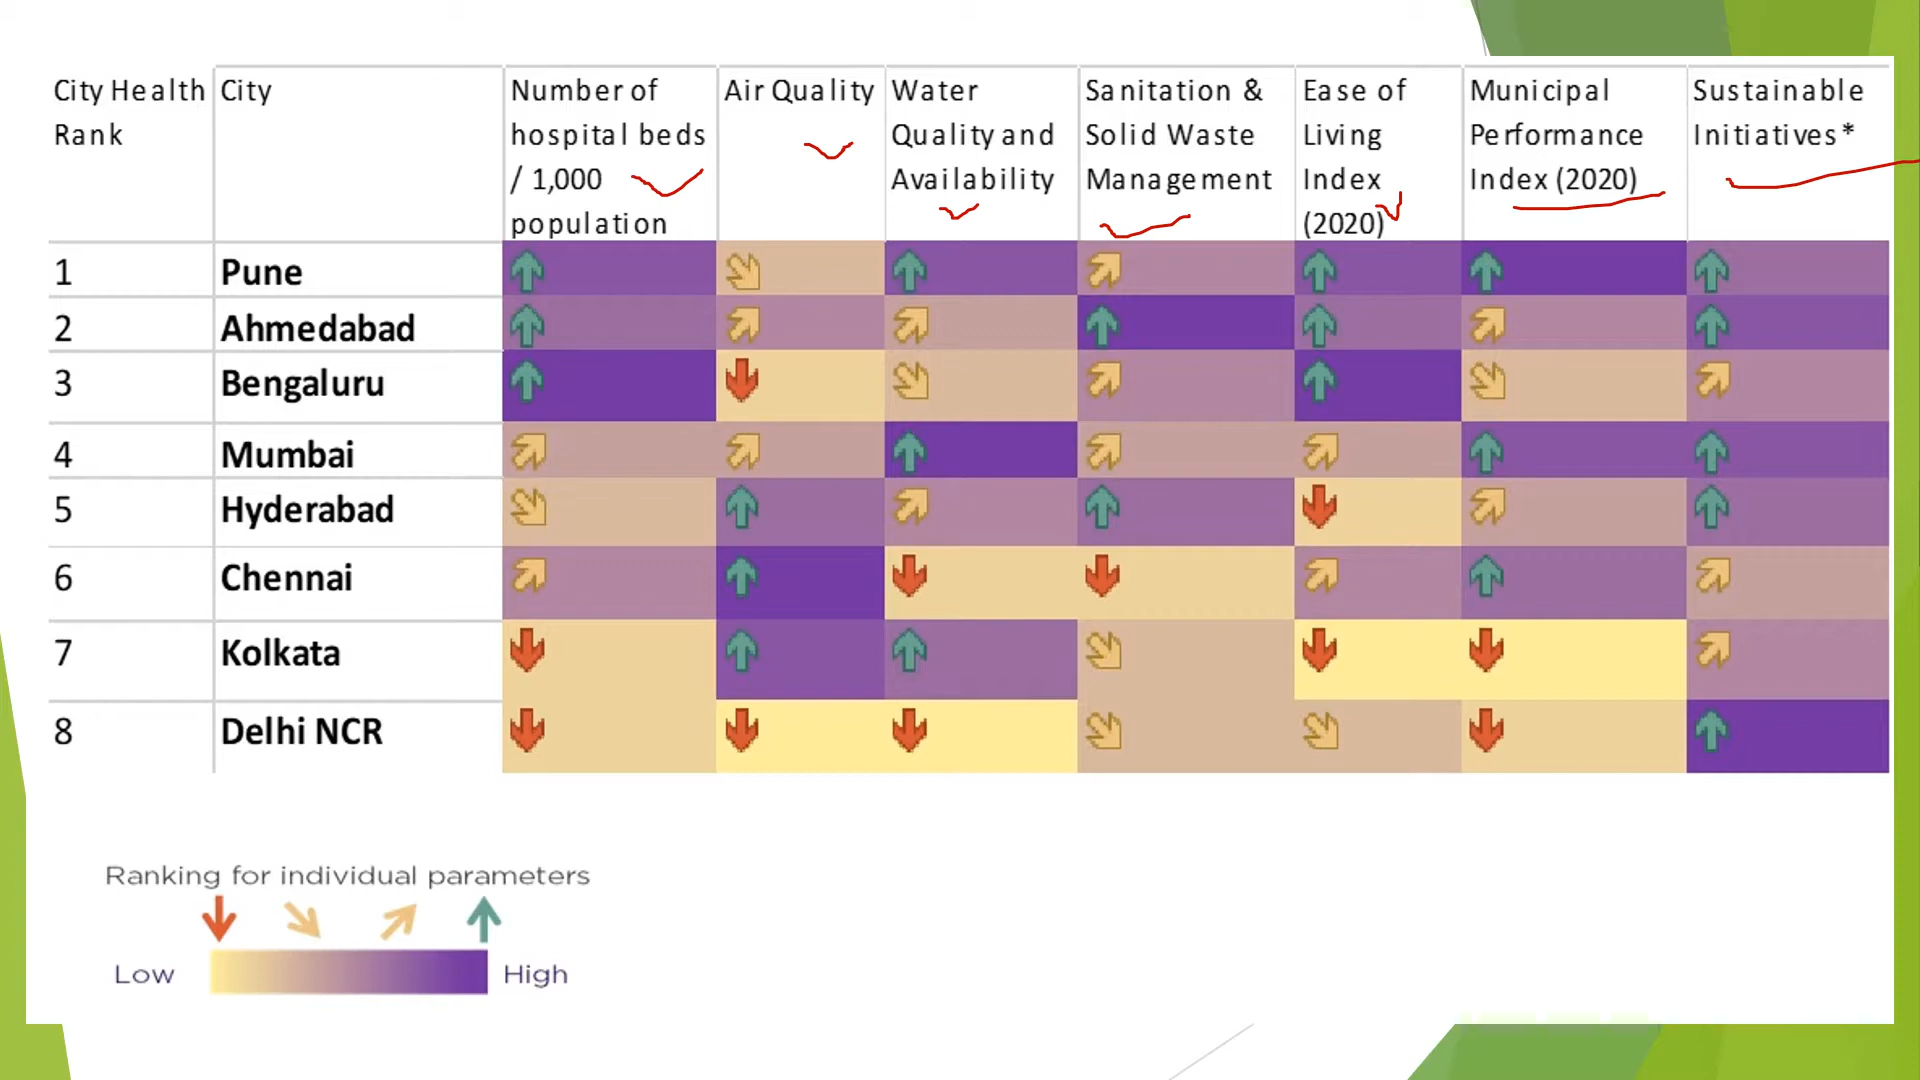 City Health Rank
City
Number of hospital beds / 1,000 population
Air Quality
Water Quality and Availability
Sanitation & Solid Waste Management
Ease of Living Index (2020)
Municipal Performance Index (2020)
Sustainable Initiatives*
1 Pune
2 Ahmedabad
3 Bengaluru
4 Mumbai
5 Hyderabad
6 Chennai
7 Kolkata
8 Delhi NCR
Ranking for individual parameters
Low High